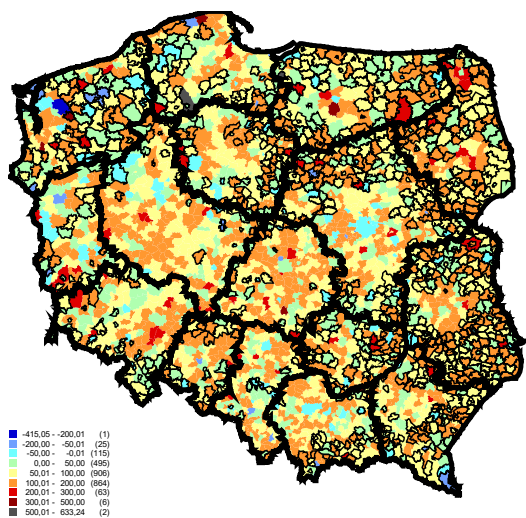 -415,05 - -200,01 (1)
-200,00 - -50,01 (25)
-50,00 - -0,01 (115)
0,00 - 50,00 (495)
50,01 - 100,00 (906)
100,01 - 200,00 (864)
200,01 - 300,00 (63)
300,01 - 500,00 (6)
500,01 - 633,24 (2)